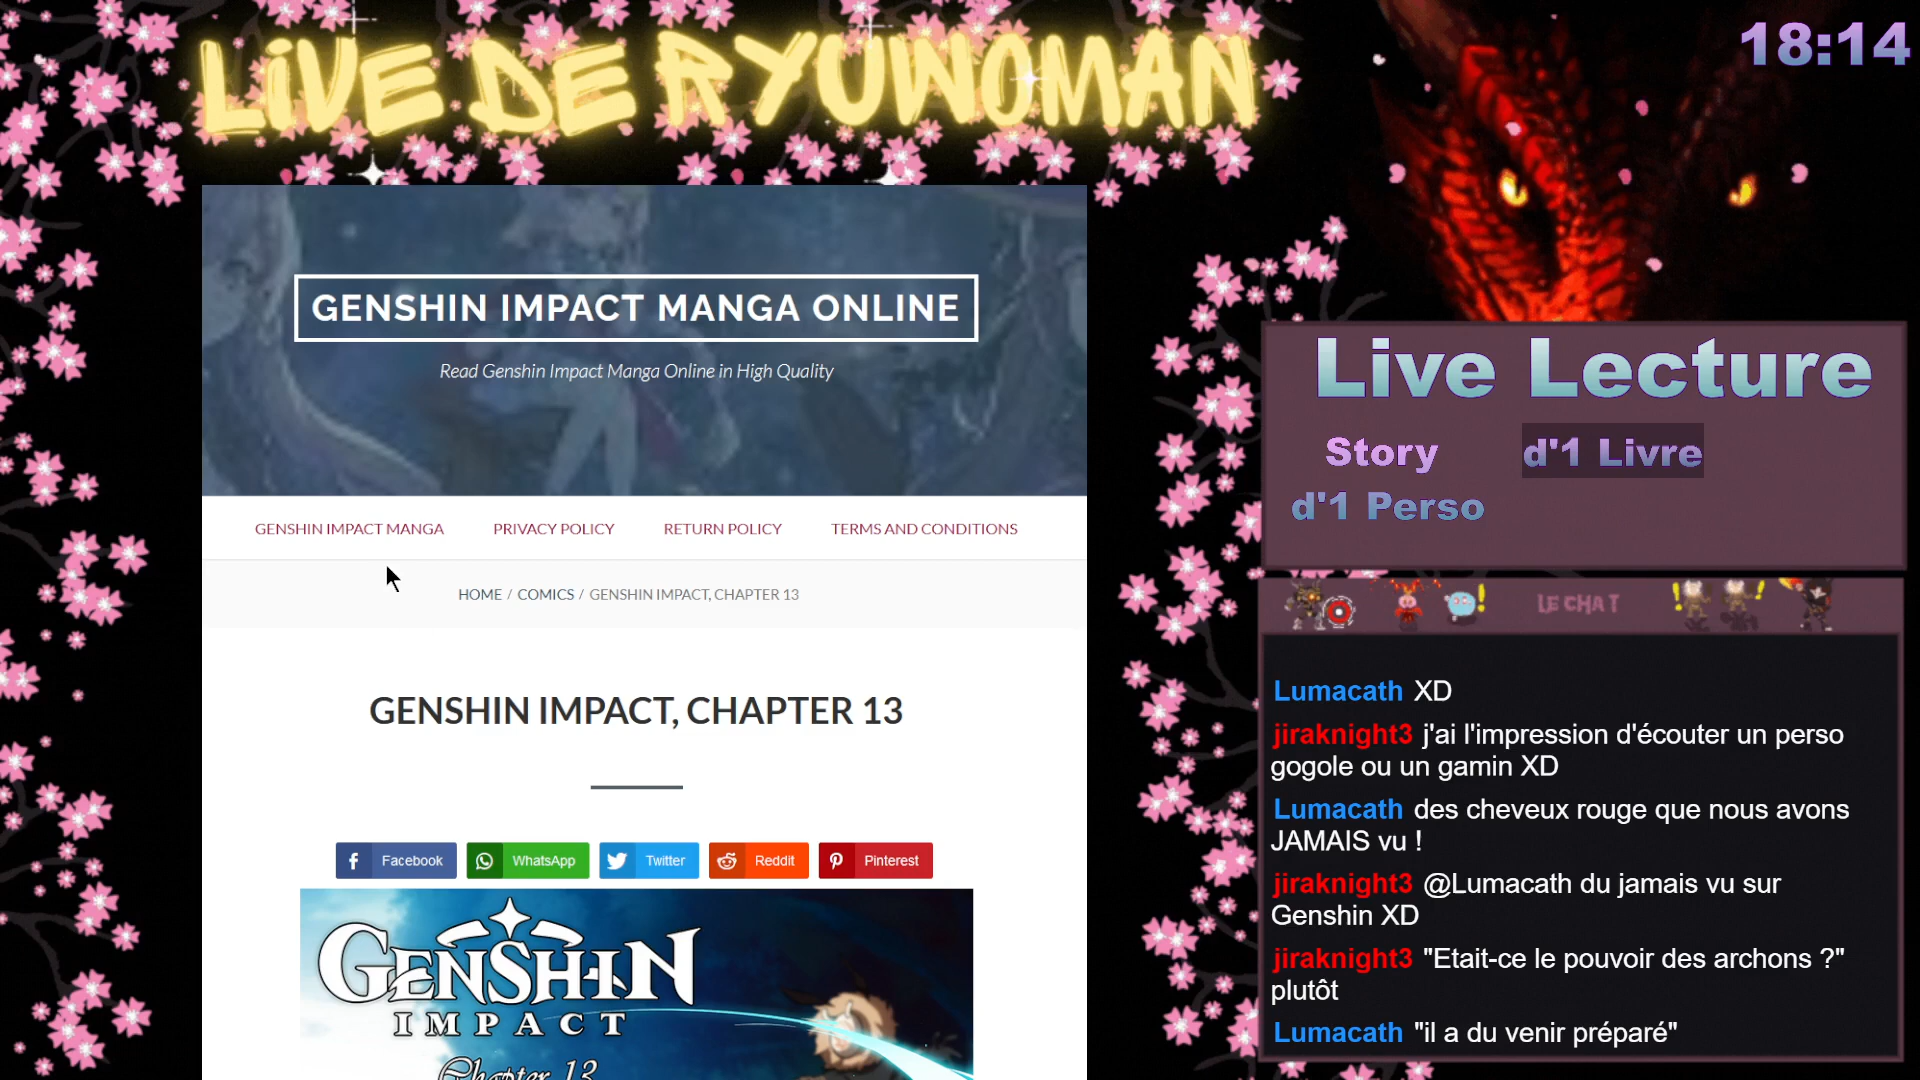 LIVE DE RYUWOMAN
18:14
GENSHIN IMPACT MANGA ONLINE
Read Genshin Impact Manga Online in High Quality
GENSHIN IMPACT MANGA PRIVACY POLICY RETURN POLICY TERMS AND CONDITIONS
HOME / COMICS / GENSHIN IMPACT, CHAPTER 13
GENSHIN IMPACT, CHAPTER 13
Facebook WhatsApp Twitter Reddit Pinterest
GENSHIN
IMPACT
Chapter 13
Live Lecture
Story d'1 Livre
d'1 Perso
LE CHAT
Lumacath XD
jiraknight3 j'ai l'impression d'écouter un perso
gogole ou un gamin XD
Lumacath des cheveux rouge que nous avons
JAMAIS vu !
jiraknight3 @Lumacath du jamais vu sur
Genshin XD
jiraknight3 "Etait-ce le pouvoir des archons ?"
plutôt
Lumacath "il a du venir préparé"